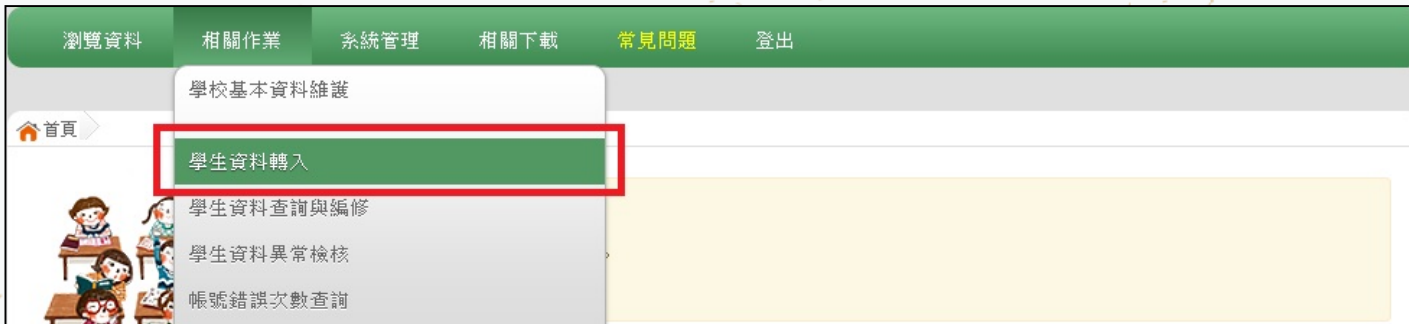 瀏覽資料 相關作業 系統管理 相關下載 常見問題 登出
學校基本資料維護
首頁
學生資料轉入
學生資料查詢與編修
學生資料異常檢核
帳號錯誤次數查詢